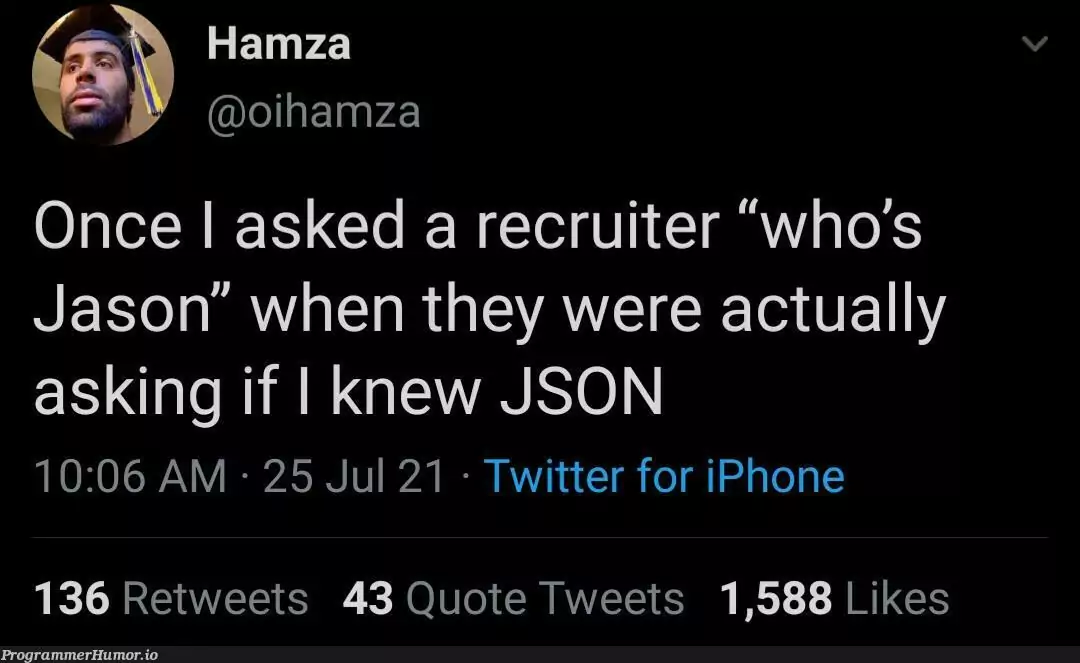 Hamza
@oihamza
Once I asked a recruiter “who’s
Jason” when they were actually
asking if I knew JSON
10:06 AM · 25 Jul 21 · Twitter for iPhone
136 Retweets 43 Quote Tweets 1,588 Likes
ProgrammerHumor.io